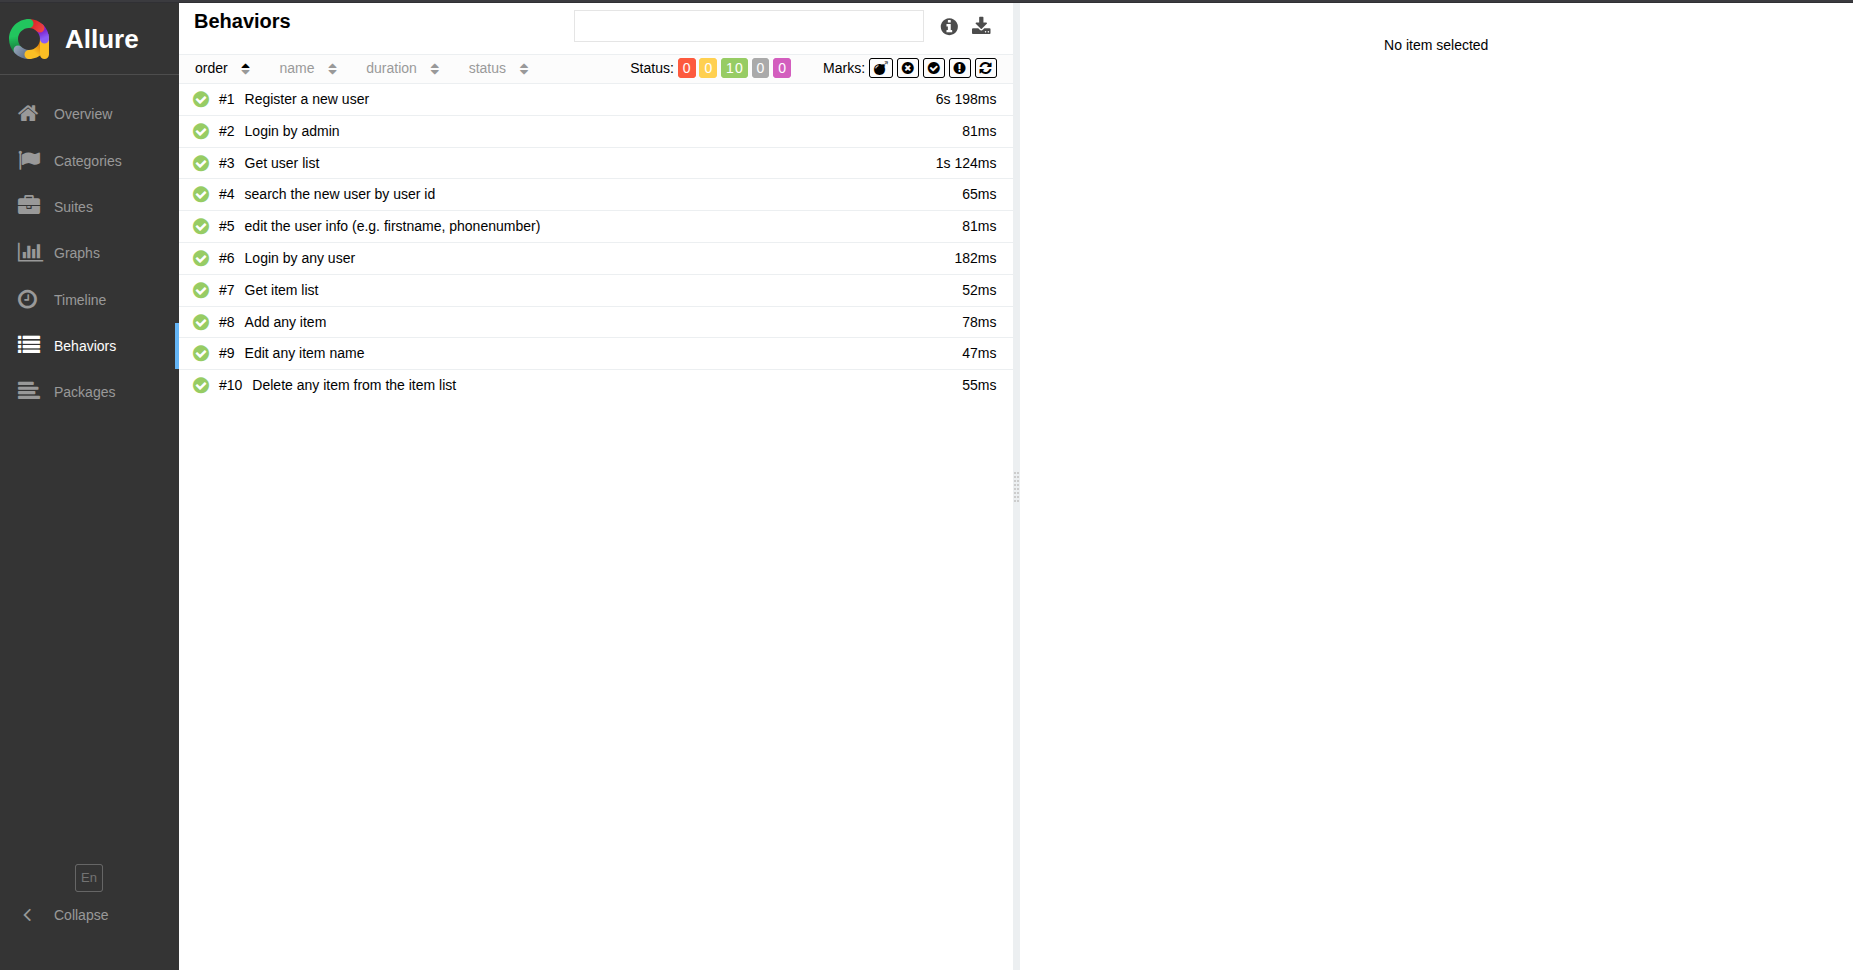 Allure
Overview
Categories
Suites
Graphs
Timeline
Behaviors
Packages
En
Collapse
Behaviors
order name duration status Status: 0 0 10 0 0 Marks:
#1 Register a new user 6s 198ms
#2 Login by admin 81ms
#3 Get user list 1s 124ms
#4 search the new user by user id 65ms
#5 edit the user info (e.g. firstname, phonenumber) 81ms
#6 Login by any user 182ms
#7 Get item list 52ms
#8 Add any item 78ms
#9 Edit any item name 47ms
#10 Delete any item from the item list 55ms
No item selected